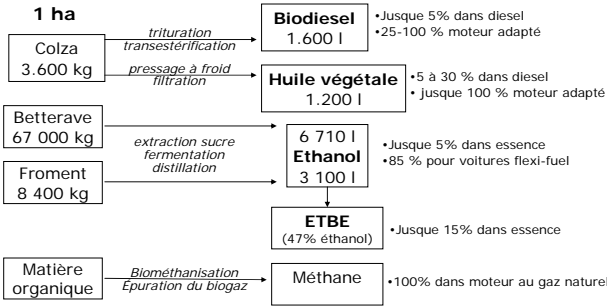 1 ha
Colza
3.600 kg
trituration
transestérification
Biodiesel
1.600 l
•Jusque 5% dans diesel
•25-100 % moteur adapté
pressage à froid
filtration
Huile végétale
1.200 l
•5 à 30 % dans diesel
• jusque 100 % moteur adapté
Betterave
67 000 kg
extraction sucre
fermentation
distillation
6 710 l
Ethanol
3 100 l
•Jusque 5% dans essence
•85 % pour voitures flexi-fuel
Froment
8 400 kg
ETBE
(47% éthanol)
•Jusque 15% dans essence
Matière
organique
Biométhanisation
Épuration du biogaz
Méthane
•100% dans moteur au gaz naturel